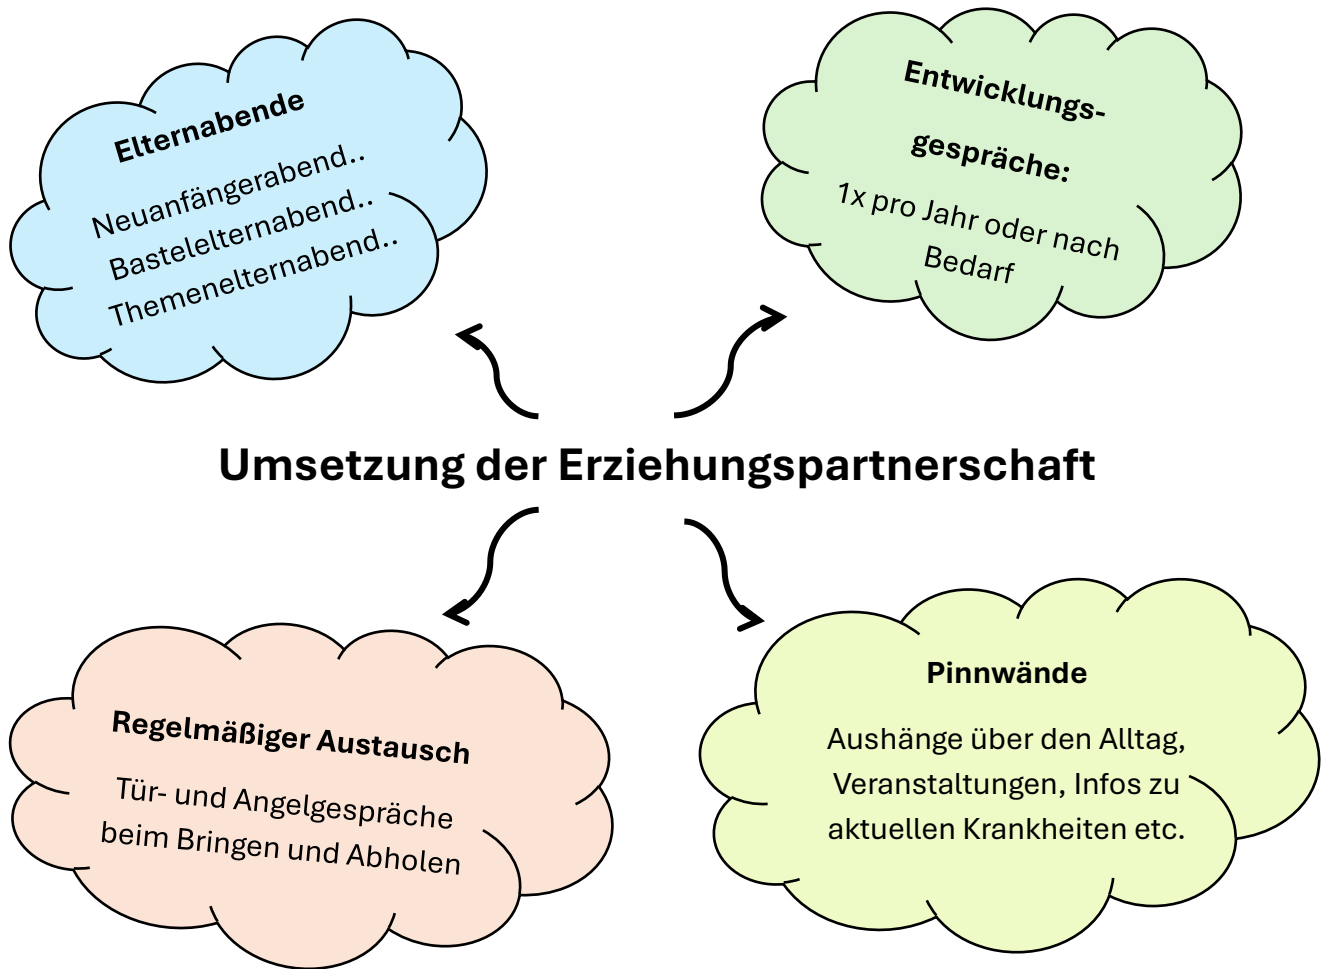 Elternabende
Neuanfängerabend..
Bastelelternabend..
Themenelternabend..
Entwicklungs-
gespräche:
1x pro Jahr oder nach
Bedarf
Umsetzung der Erziehungspartnerschaft
Regelmäßiger Austausch
Tür- und Angelgespräche
beim Bringen und Abholen
Pinnwände
Aushänge über den Alltag,
Veranstaltungen, Infos zu
aktuellen Krankheiten etc.